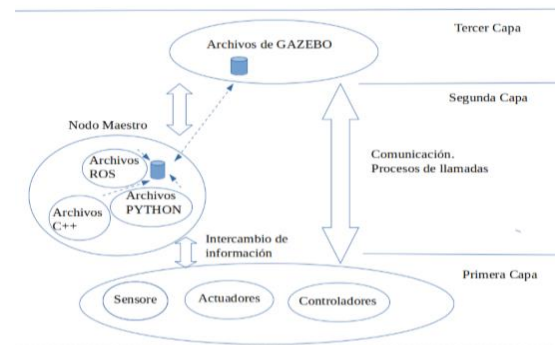 Tercer Capa
Archivos de GAZEBO
Segunda Capa
Nodo Maestro
Archivos
ROS
Comunicación.
Procesos de llamadas
Archivos
PYTHON
Archivos
C++
Intercambio de
información
Primera Capa
Sensore
Actuadores
Controladores